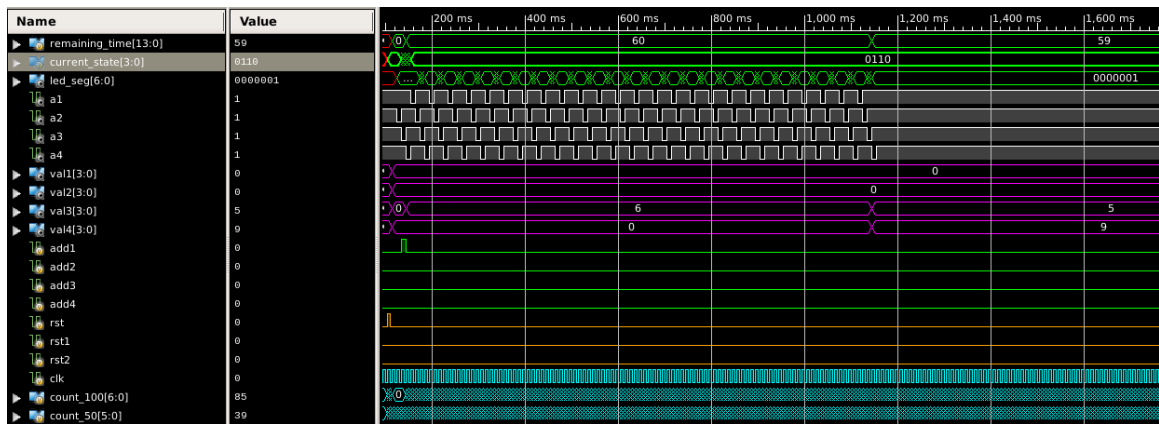 Name Value 200 ms 400 ms 600 ms 800 ms 1,000 ms 1,200 ms 1,400 ms 1,600 ms
remaining_time[13:0] 59 0 60 59
current_state[3:0] 0110 0110
led_seg[6:0] 0000001 ... 0000001
a1 1
a2 1
a3 1
a4 1
val1[3:0] 0 0
val2[3:0] 0 0
val3[3:0] 5 0 6 5
val4[3:0] 9 0 9
add1 0
add2 0
add3 0
add4 0
rst 0
rst1 0
rst2 0
clk 0
count_100[6:0] 85 0
count_50[5:0] 39